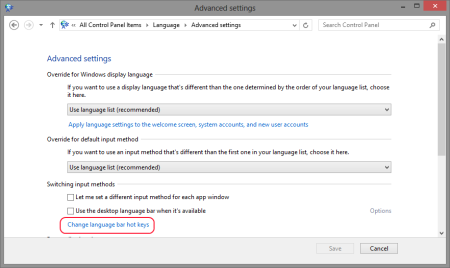 Advanced settings
« All Control Panel Items ▸ Language ▸ Advanced settings
Search Control Panel
Advanced settings
Override for Windows display language
If you want to use a display language that's different than the one determined by the order of your language list, choose
it here.
Use language list (recommended)
Apply language settings to the welcome screen, system accounts, and new user accounts
Override for default input method
If you want to use an input method that's different than the first one in your language list, choose it here.
Use language list (recommended)
Switching input methods
Let me set a different input method for each app window
Use the desktop language bar when it's available
Options
Change language bar hot keys
Save
Cancel